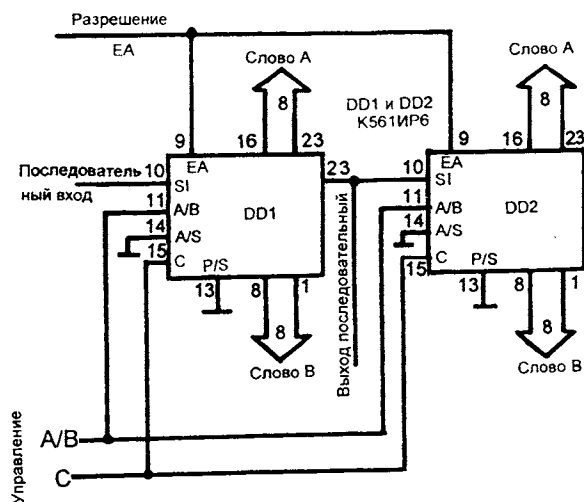 Разрешение
EA
Слово А
8
Слово А
8
DD1 и DD2
К561ИР6
9
16
23
9
16
23
EA
EA
Последователь
ный вход
10
SI
23
10
SI
11
A/B
DD1
11
A/B
DD2
14
A/S
14
A/S
15
C
15
C
P/S
P/S
13
8
1
13
8
1
8
Слово В
8
Слово В
Выход последовательный
Управление
A/B
C